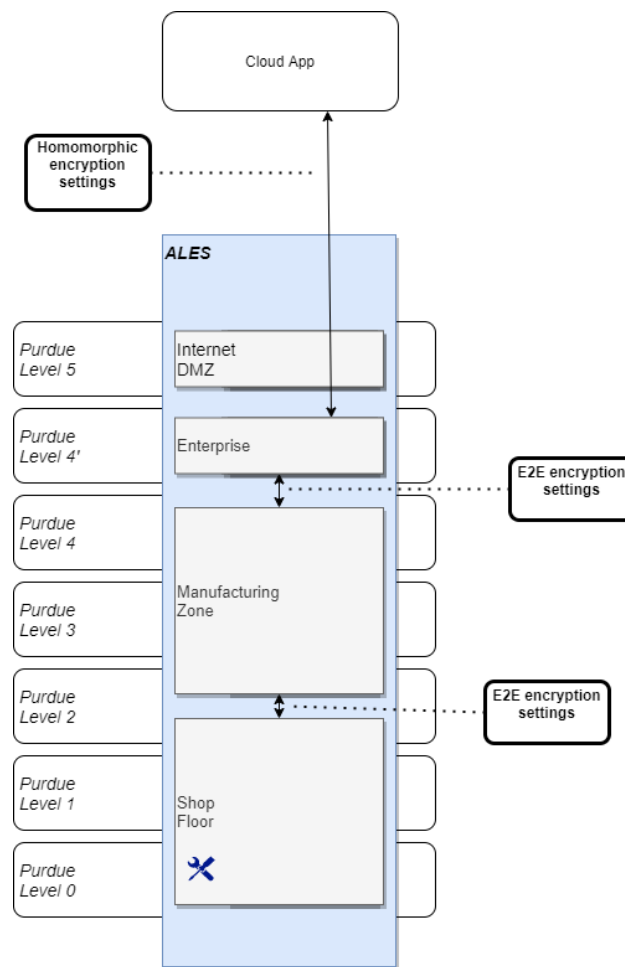 Cloud App
Homomorphic
encryption
settings
ALES
Purdue
Level 5
Internet
DMZ
Purdue
Level 4'
Enterprise
E2E encryption
settings
Purdue
Level 4
Manufacturing
Zone
Purdue
Level 3
Purdue
Level 2
E2E encryption
settings
Purdue
Level 1
Shop
Floor
Purdue
Level 0